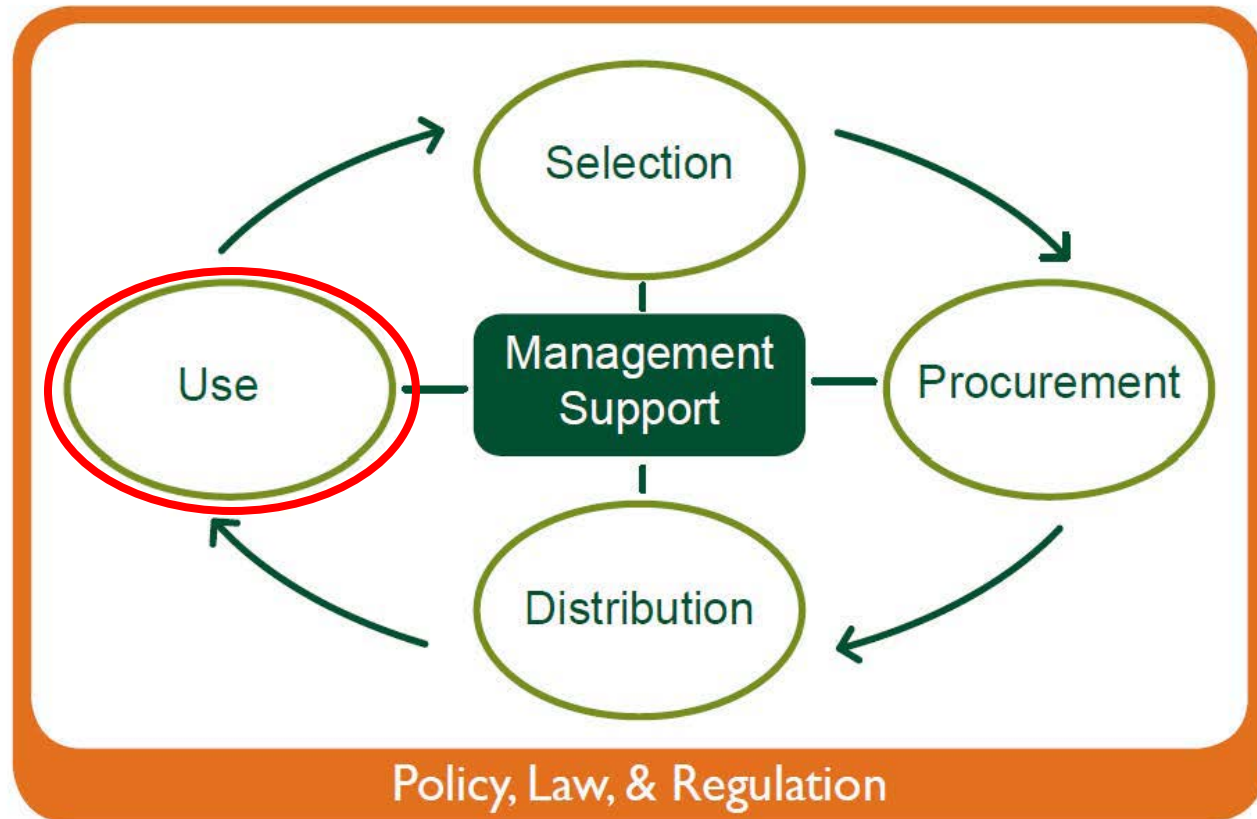 Selection
Use
Management
Support
Procurement
Distribution
Policy, Law, & Regulation